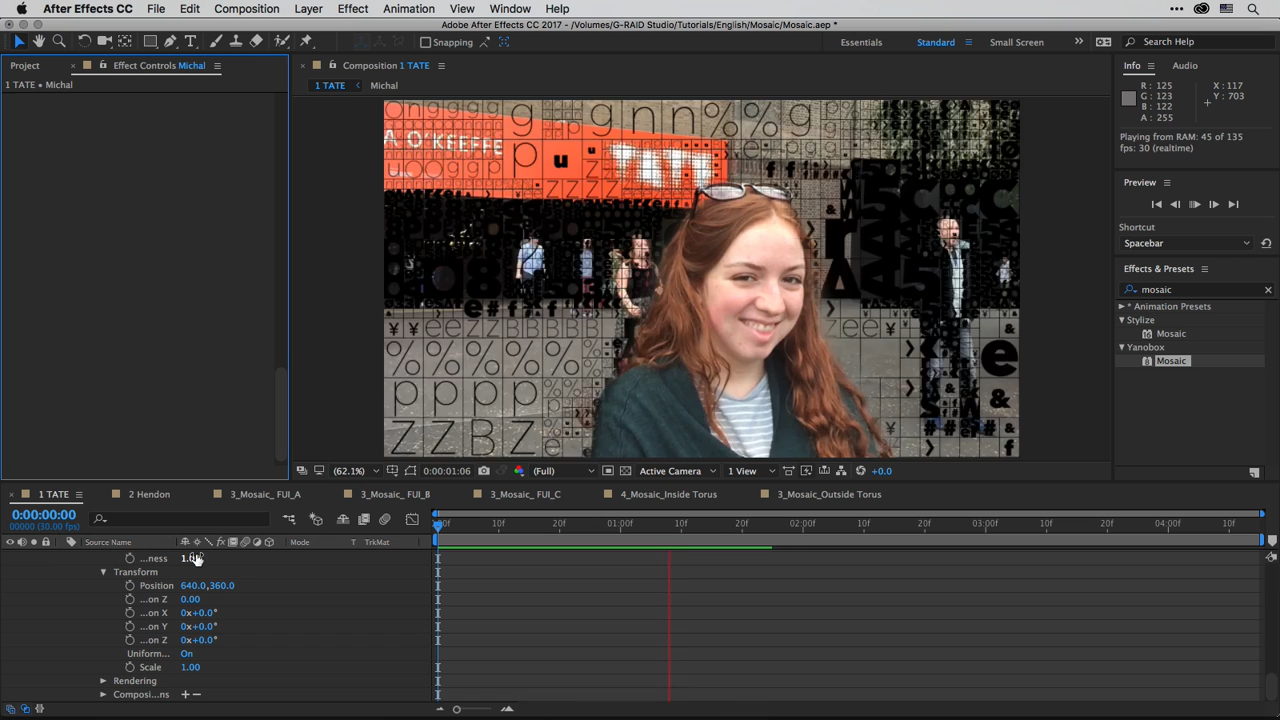 After Effects CC File Edit Composition Layer Effect Animation View Window Help
Adobe After Effects CC 2017 - /Volumes/G-RAID Studio/Tutorials/English/Mosaic/Mosaic.aep *
Snapping Essentials Standard Small Screen Search Help
Project Effect Controls Michal
1 TATE • Michal
Composition 1 TATE
1 TATE Michal
A O'KEEFFE
TATE
(62.1%) 0:00:01:06 (Full) Active Camera 1 View +0.0
Info Audio
R: 125 X: 117
G: 123 Y: 703
B: 122
A: 255
Playing from RAM: 45 of 135
fps: 30 (realtime)
Preview
Shortcut
Spacebar
Effects & Presets
mosaic
* Animation Presets
Stylize
Mosaic
Yanobox
Mosaic
1 TATE 2 Hendon 3_Mosaic_ FUI_A 3_Mosaic_ FUI_B 3_Mosaic_ FUI_C 4_Mosaic_Inside Torus 3_Mosaic_Outside Torus
0:00:00:00
00000 (30.00 fps)
:00f 10f 20f 01:00f 10f 20f 02:00f 10f 20f 03:00f 10f 20f 04:00f 10f
Source Name Mode T TrkMat
...ness
Transform
Position 640.0,360.0
...on Z 0.00
...on X 0x+0.0°
...on Y 0x+0.0°
...on Z 0x+0.0°
Uniform... On
Scale 1.00
Rendering
Composi...ns + −